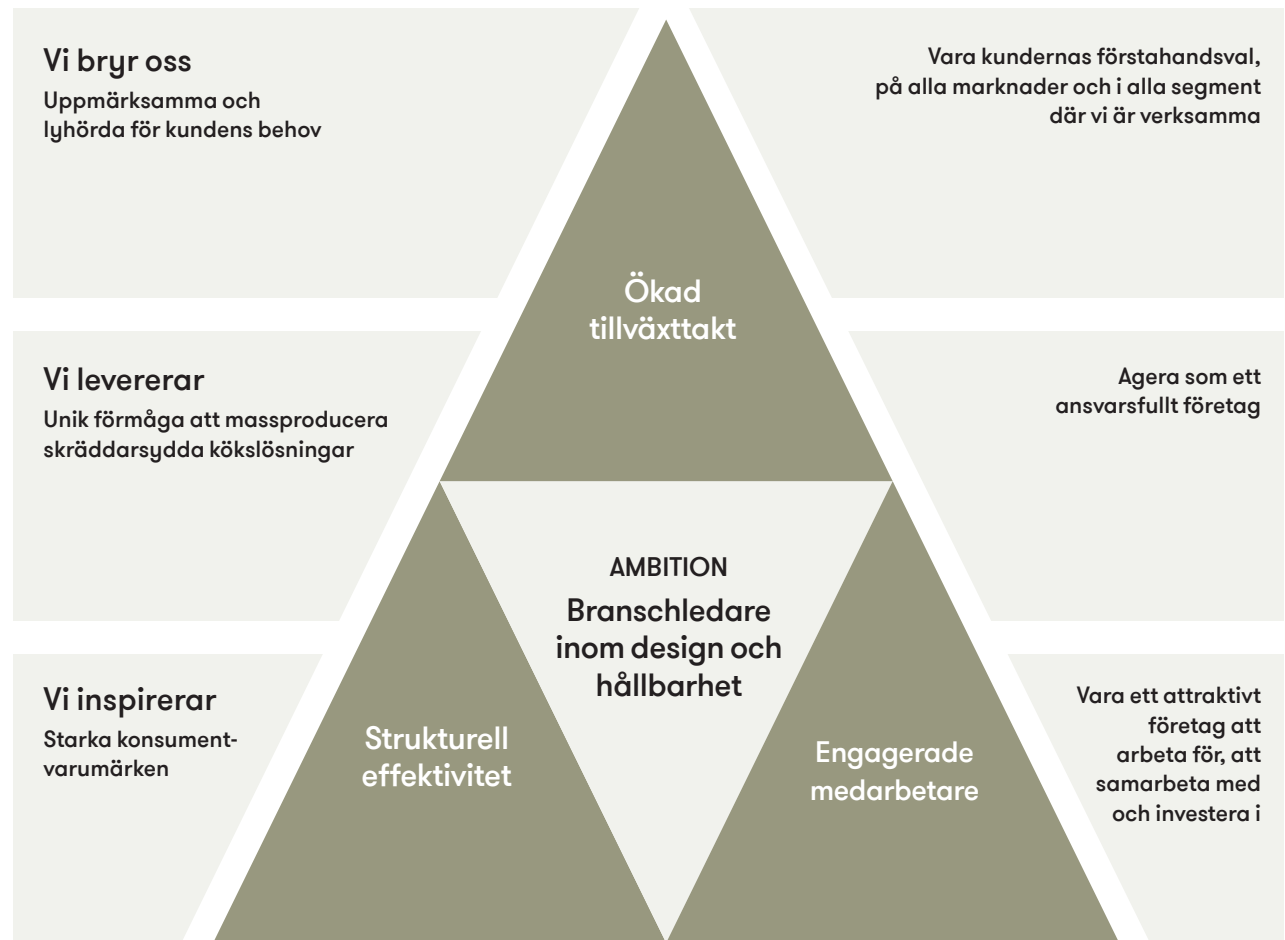 Vi bryr oss
Uppmärksamma och
lyhörda för kundens behov
Vara kundernas förstahandsval,
på alla marknader och i alla segment
där vi är verksamma
Ökad
tillväxttakt
Vi levererar
Unik förmåga att massproducera
skräddarsydda kökslösningar
Agera som ett
ansvarsfullt företag
AMBITION
Branschledare
inom design och
hållbarhet
Vi inspirerar
Starka konsument-
varumärken
Strukturell
effektivitet
Engagerade
medarbetare
Vara ett attraktivt
företag att
arbeta för, att
samarbeta med
och investera i